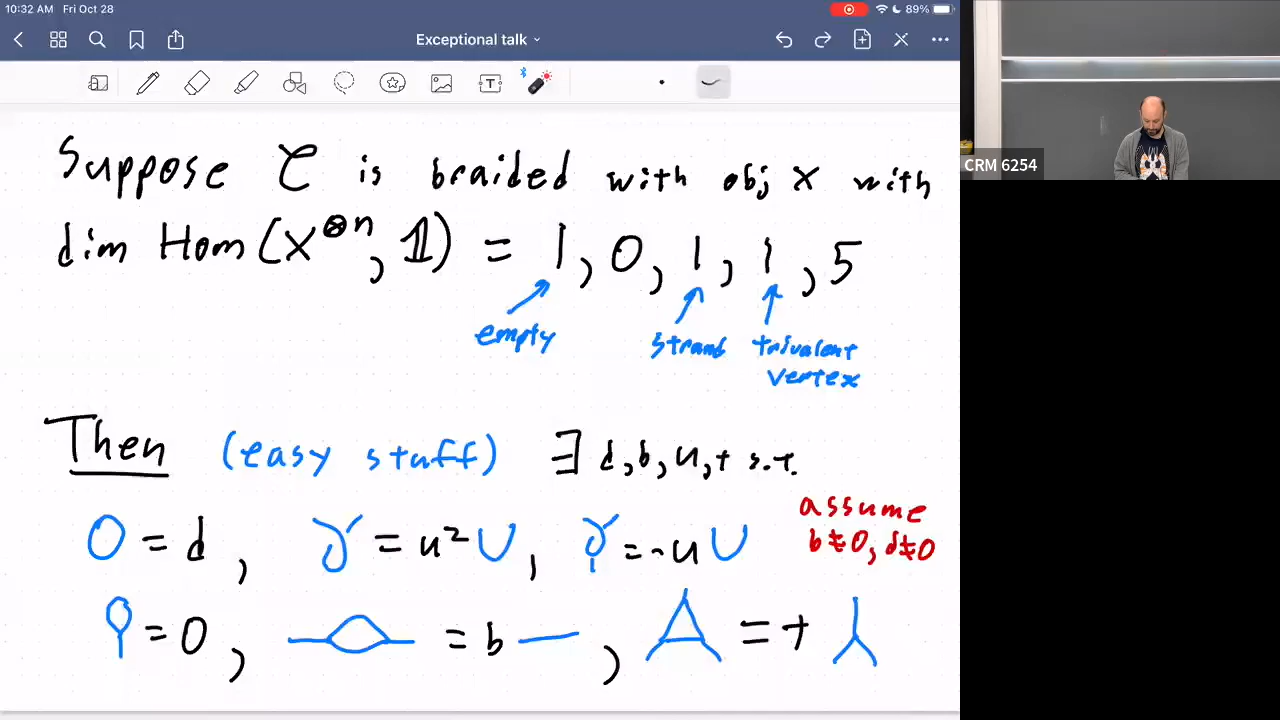 10:32 AM Fri Oct 28
89%
Exceptional talk
CRM 6254
Suppose C is braided with obj X with
dim Hom(X^{⊗n}, 𝟙) = 1, 0, 1, 1, 5
empty
strand
trivalent
vertex
Then (easy stuff) ∃ d, b, u, t s.t.
assume
b≠0, d≠0
= d, = u² , = -u
= 0, = b , = t